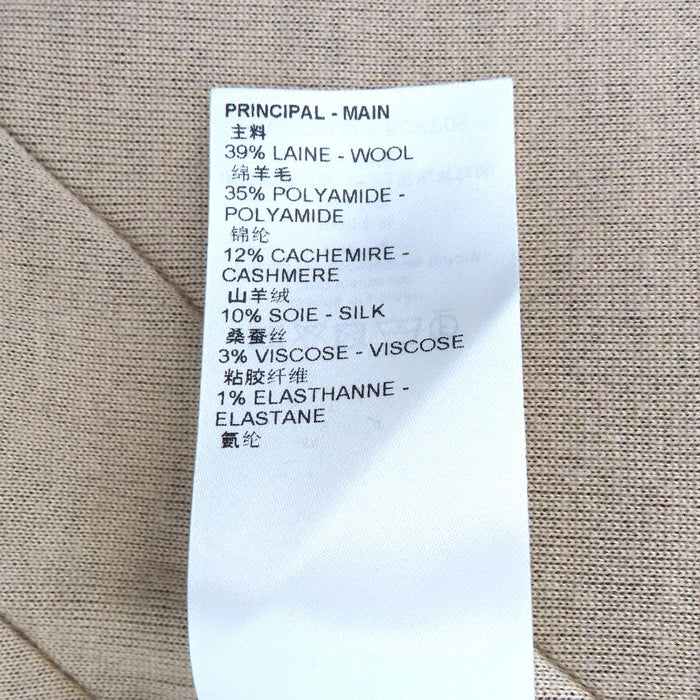 PRINCIPAL - MAIN
主料
39% LAINE - WOOL
绵羊毛
35% POLYAMIDE -
POLYAMIDE
锦纶
12% CACHEMIRE -
CASHMERE
山羊绒
10% SOIE - SILK
桑蚕丝
3% VISCOSE - VISCOSE
粘胶纤维
1% ELASTHANNE -
ELASTANE
氨纶